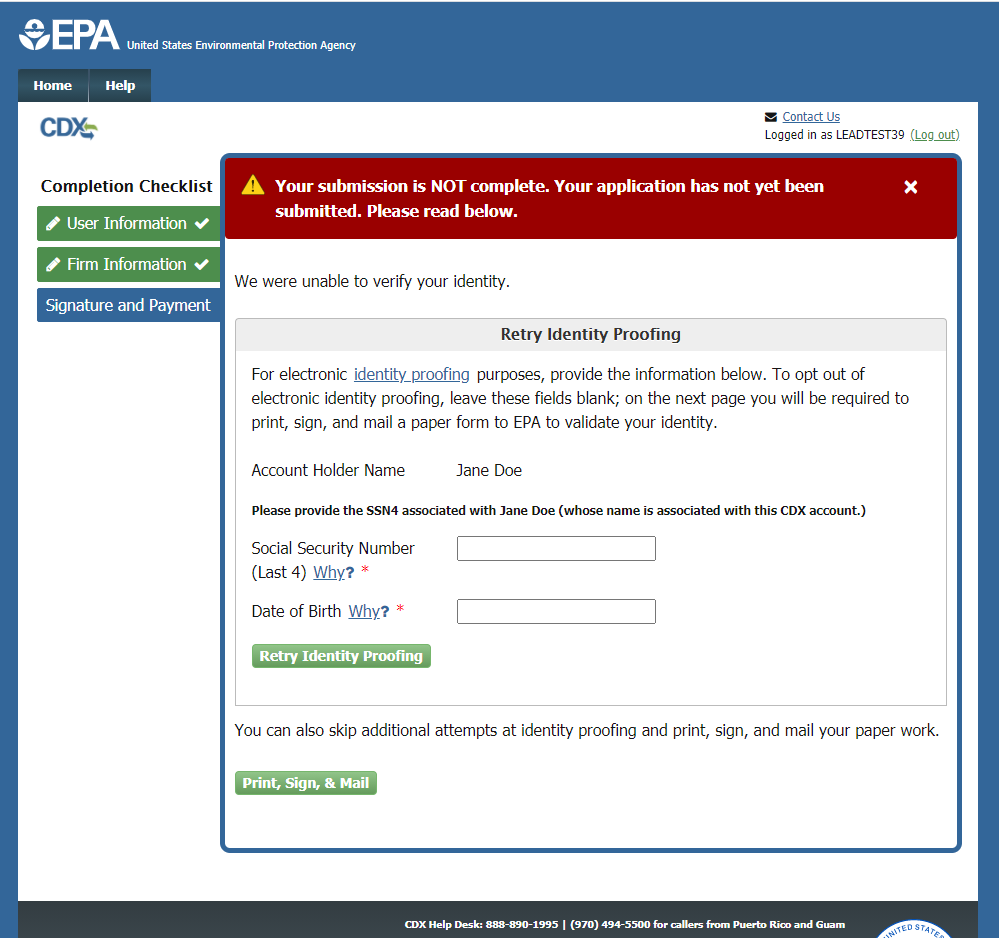 EPA United States Environmental Protection Agency
Home Help
CDX
Contact Us
Logged in as LEADTEST39 (Log out)
Completion Checklist
User Information
Firm Information
Signature and Payment
Your submission is NOT complete. Your application has not yet been
submitted. Please read below.
We were unable to verify your identity.
Retry Identity Proofing
For electronic identity proofing purposes, provide the information below. To opt out of
electronic identity proofing, leave these fields blank; on the next page you will be required to
print, sign, and mail a paper form to EPA to validate your identity.
Account Holder Name Jane Doe
Please provide the SSN4 associated with Jane Doe (whose name is associated with this CDX account.)
Social Security Number
(Last 4) Why? *
Date of Birth Why? *
Retry Identity Proofing
You can also skip additional attempts at identity proofing and print, sign, and mail your paper work.
Print, Sign, & Mail
CDX Help Desk: 888-890-1995 | (970) 494-5500 for callers from Puerto Rico and Guam
UNITED STATES